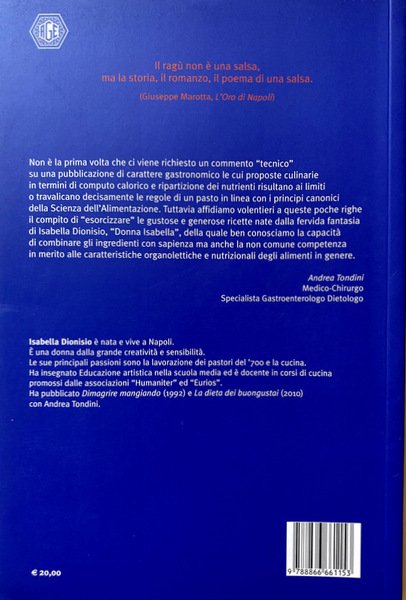 GE
Il ragù non è una salsa,
ma la storia, il romanzo, il poema di una salsa.
(Giuseppe Marotta, L'Oro di Napoli)
Non è la prima volta che ci viene richiesto un commento "tecnico"
su una pubblicazione di carattere gastronomico le cui proposte culinarie
in termini di computo calorico e ripartizione dei nutrienti risultano ai limiti
o travalicano decisamente le regole di un pasto in linea con i principi canonici
della Scienza dell'Alimentazione. Tuttavia affidiamo volentieri a queste poche righe
il compito di "esorcizzare" le gustose e generose ricette nate dalla fervida fantasia
di Isabella Dionisio, "Donna Isabella", della quale ben conosciamo la capacità
di combinare gli ingredienti con sapienza ma anche la non comune competenza
in merito alle caratteristiche organolettiche e nutrizionali degli alimenti in genere.
Andrea Tondini
Medico-Chirurgo
Specialista Gastroenterologo Dietologo
Isabella Dionisio è nata e vive a Napoli.
È una donna dalla grande creatività e sensibilità.
Le sue principali passioni sono la lavorazione dei pastori del '700 e la cucina.
Ha insegnato Educazione artistica nella scuola media ed è docente in corsi di cucina
promossi dalle associazioni "Humaniter" ed "Eurios".
Ha pubblicato Dimagrire mangiando (1992) e La dieta dei buongustai (2010)
con Andrea Tondini.
€ 20,00
9 788866 661153